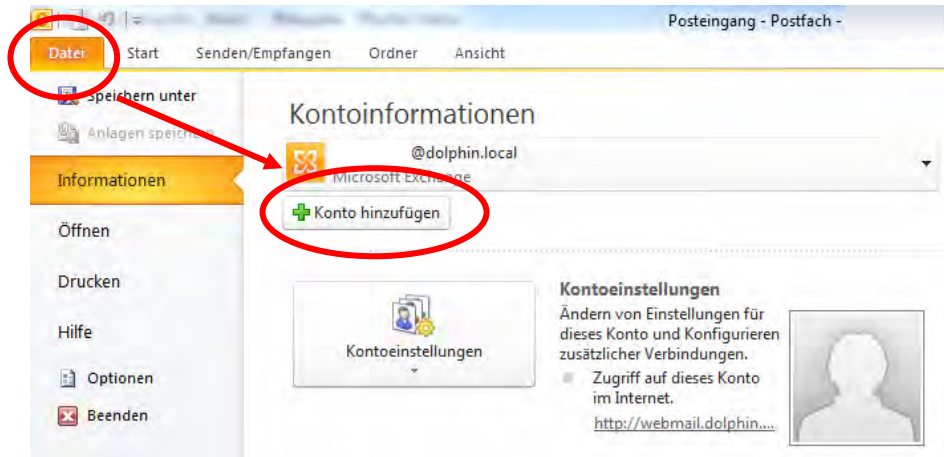 Posteingang - Postfach -
Datei Start Senden/Empfangen Ordner Ansicht
Speichern unter
Anlagen speichern
Informationen
Öffnen
Drucken
Hilfe
Optionen
Beenden
Kontoinformationen
@dolphin.local
Microsoft Exchange
Konto hinzufügen
Kontoeinstellungen
Kontoeinstellungen
Ändern von Einstellungen für
dieses Konto und Konfigurieren
zusätzlicher Verbindungen.
Zugriff auf dieses Konto
im Internet.
http://webmail.dolphin....